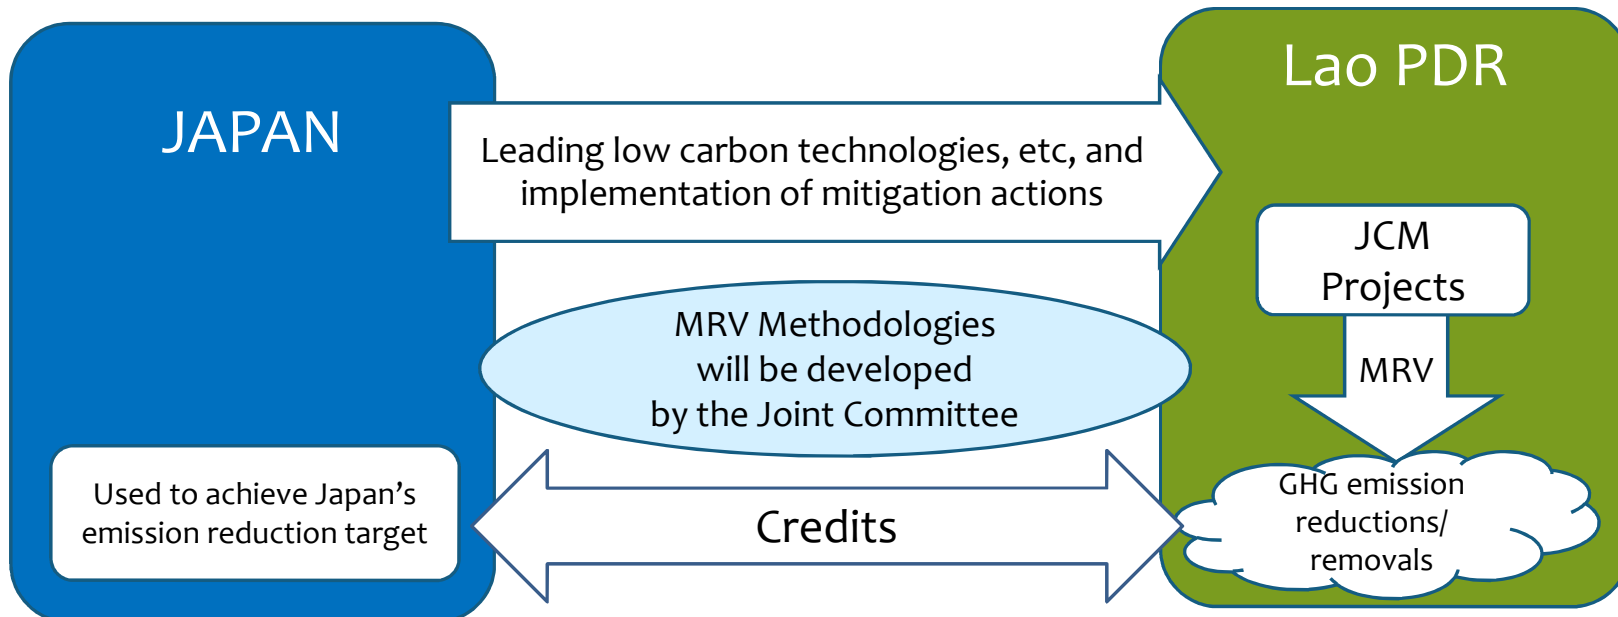 JAPAN
Lao PDR
Leading low carbon technologies, etc, and
implementation of mitigation actions
JCM
Projects
MRV Methodologies
will be developed
by the Joint Committee
MRV
Used to achieve Japan’s
emission reduction target
Credits
GHG emission
reductions/
removals